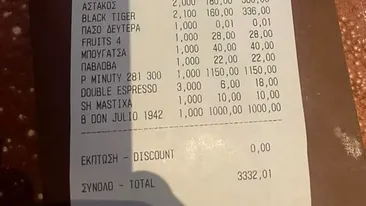 ΑΣΤΑΚΟΣ 2,000 180,00
BLACK TIGER 2,100 160,00 336,00
ΠΑΣΟ ΔΕΥΤΕΡΑ 1,000 0,01 0,01
FRUITS 4 1,000 28,00 28,00
ΜΠΟΥΓΑΤΣΑ 1,000 40,00 40,00
ΠΑΒΛΟΒΑ 1,000 22,00 22,00
P MINUTY 281 300 1,000 1150,00 1150,00
DOUBLE ESPRESSO 3,000 6,00 18,00
SH MASTIXA 1,000 10,00 10,00
B DON JULIO 1942 1,000 1000,00 1000,00
ΕΚΠΤΩΣΗ - DISCOUNT 0,00
ΣΥΝΟΛΟ - TOTAL 3332,01